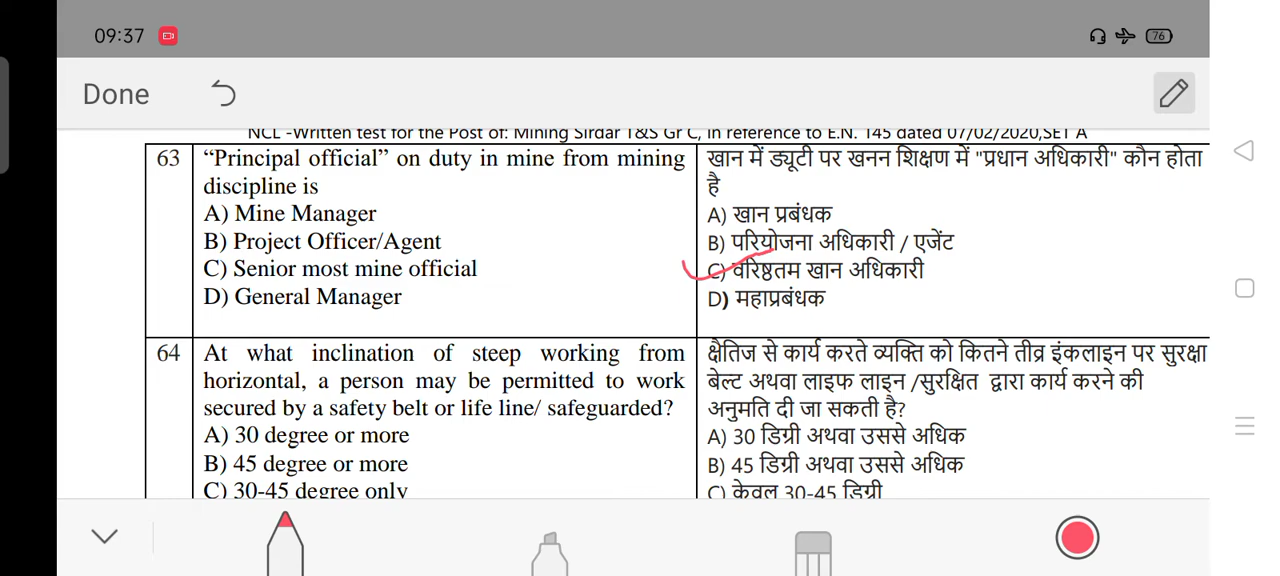 09:37
76
Done
NCL -Written test for the Post of: Mining Sirdar T&S Gr C, in reference to E.N. 145 dated 07/02/2020,SET A
63
“Principal official” on duty in mine from mining
discipline is
A) Mine Manager
B) Project Officer/Agent
C) Senior most mine official
D) General Manager
खान में ड्यूटी पर खनन शिक्षण में "प्रधान अधिकारी" कौन होता
है
A) खान प्रबंधक
B) परियोजना अधिकारी / एजेंट
C) वरिष्ठतम खान अधिकारी
D) महाप्रबंधक
64
At what inclination of steep working from
horizontal, a person may be permitted to work
secured by a safety belt or life line/ safeguarded?
A) 30 degree or more
B) 45 degree or more
C) 30-45 degree only
क्षैतिज से कार्य करते व्यक्ति को कितने तीव्र इंकलाइन पर सुरक्षा
बेल्ट अथवा लाइफ लाइन /सुरक्षित द्वारा कार्य करने की
अनुमति दी जा सकती है?
A) 30 डिग्री अथवा उससे अधिक
B) 45 डिग्री अथवा उससे अधिक
C) केवल 30-45 डिग्री